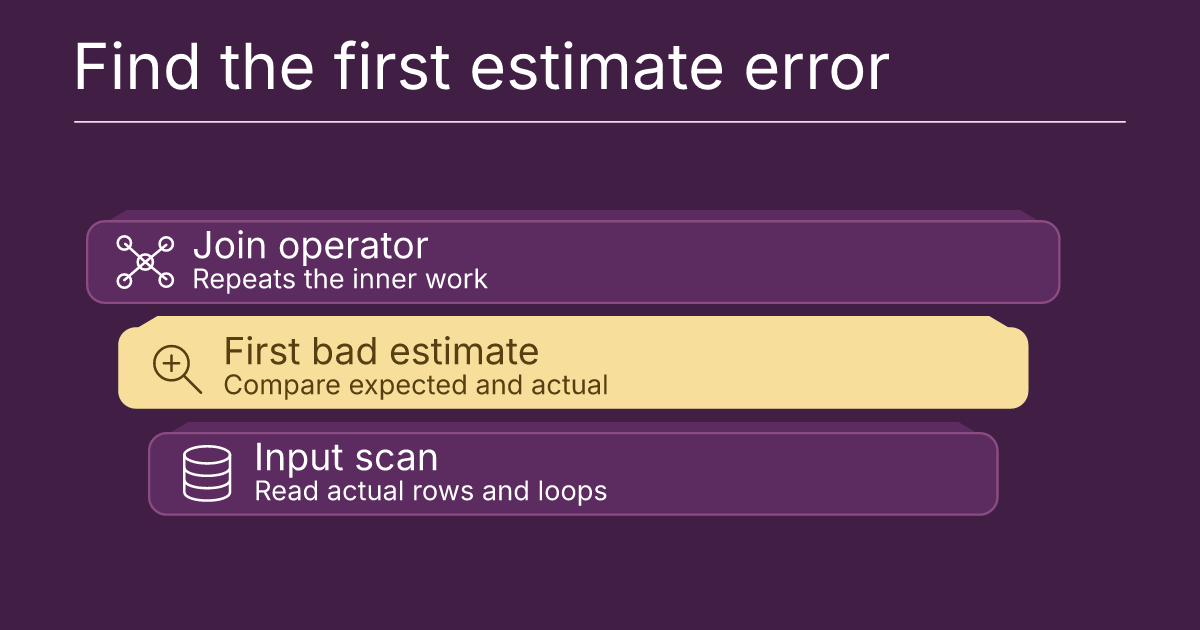 Find the first estimate error
Join operator
Repeats the inner work
First bad estimate
Compare expected and actual
Input scan
Read actual rows and loops